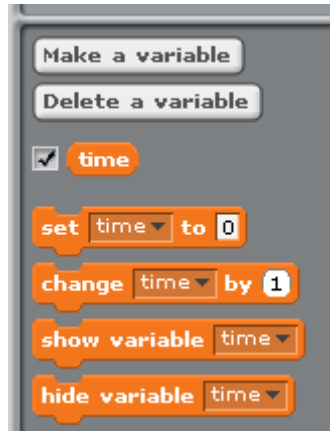 Make a variable
Delete a variable
time
set time to 0
change time by 1
show variable time
hide variable time